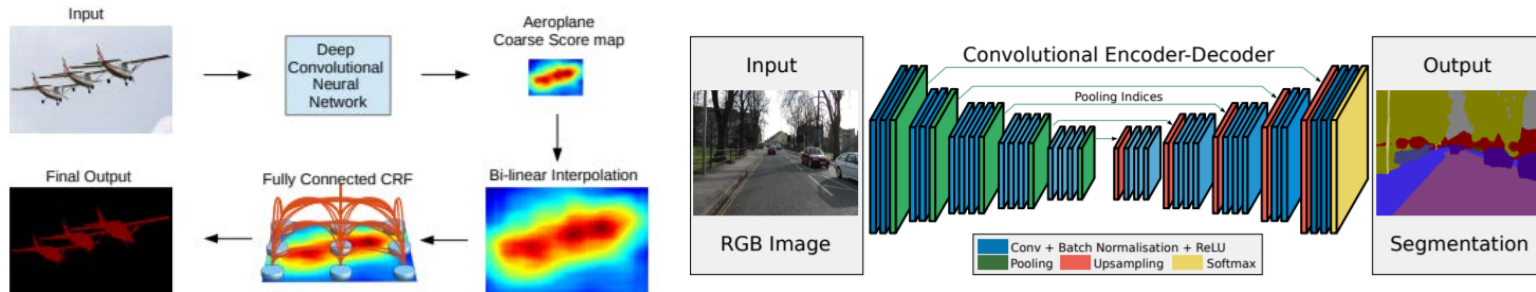 Input
Deep
Convolutional
Neural
Network
Aeroplane
Coarse Score map
Final Output
Fully Connected CRF
Bi-linear Interpolation
Input
RGB Image
Convolutional Encoder-Decoder
Pooling Indices
Conv + Batch Normalisation + ReLU
Pooling
Upsampling
Softmax
Output
Segmentation